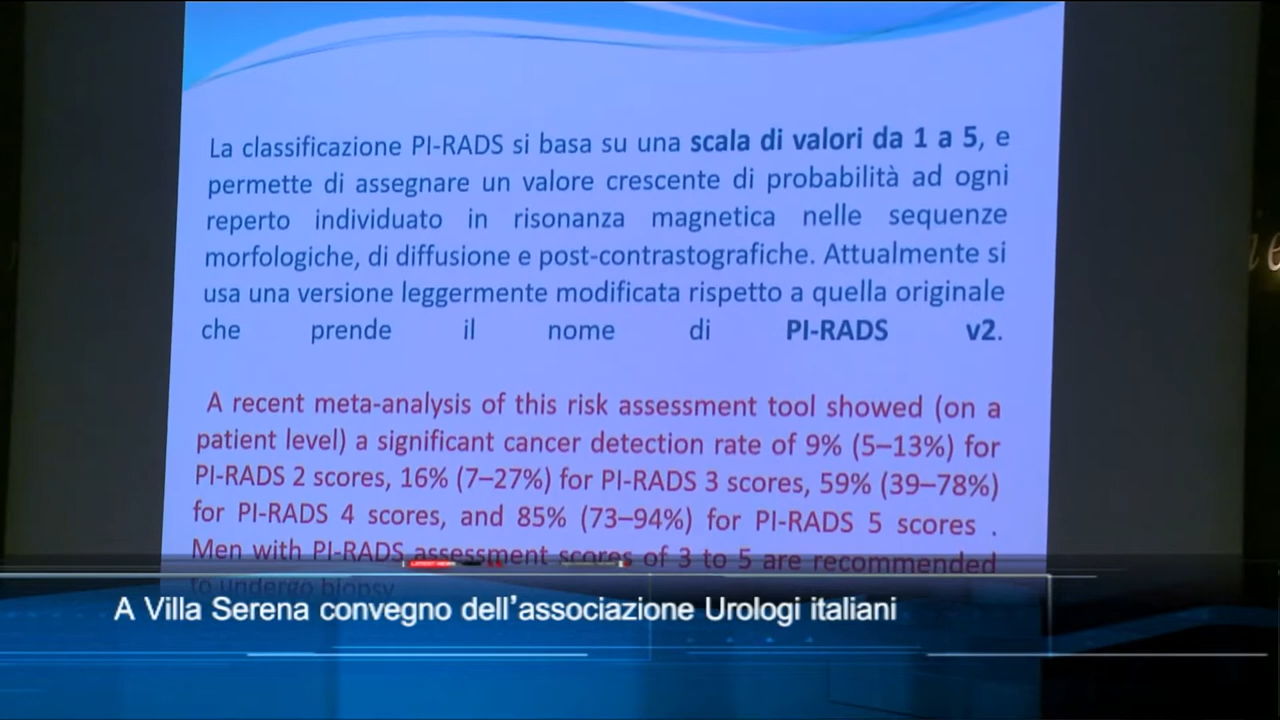 La classificazione PI-RADS si basa su una scala di valori da 1 a 5, e
permette di assegnare un valore crescente di probabilità ad ogni
reperto individuato in risonanza magnetica nelle sequenze
morfologiche, di diffusione e post-contrastografiche. Attualmente si
usa una versione leggermente modificata rispetto a quella originale
che prende il nome di PI-RADS v2.
A recent meta-analysis of this risk assessment tool showed (on a
patient level) a significant cancer detection rate of 9% (5–13%) for
PI-RADS 2 scores, 16% (7–27%) for PI-RADS 3 scores, 59% (39–78%)
for PI-RADS 4 scores, and 85% (73–94%) for PI-RADS 5 scores .
Men with PI-RADS assessment scores of 3 to 5 are recommended
to undergo biopsy
LATEST NEWS
A Villa Serena convegno dell'associazione Urologi italiani